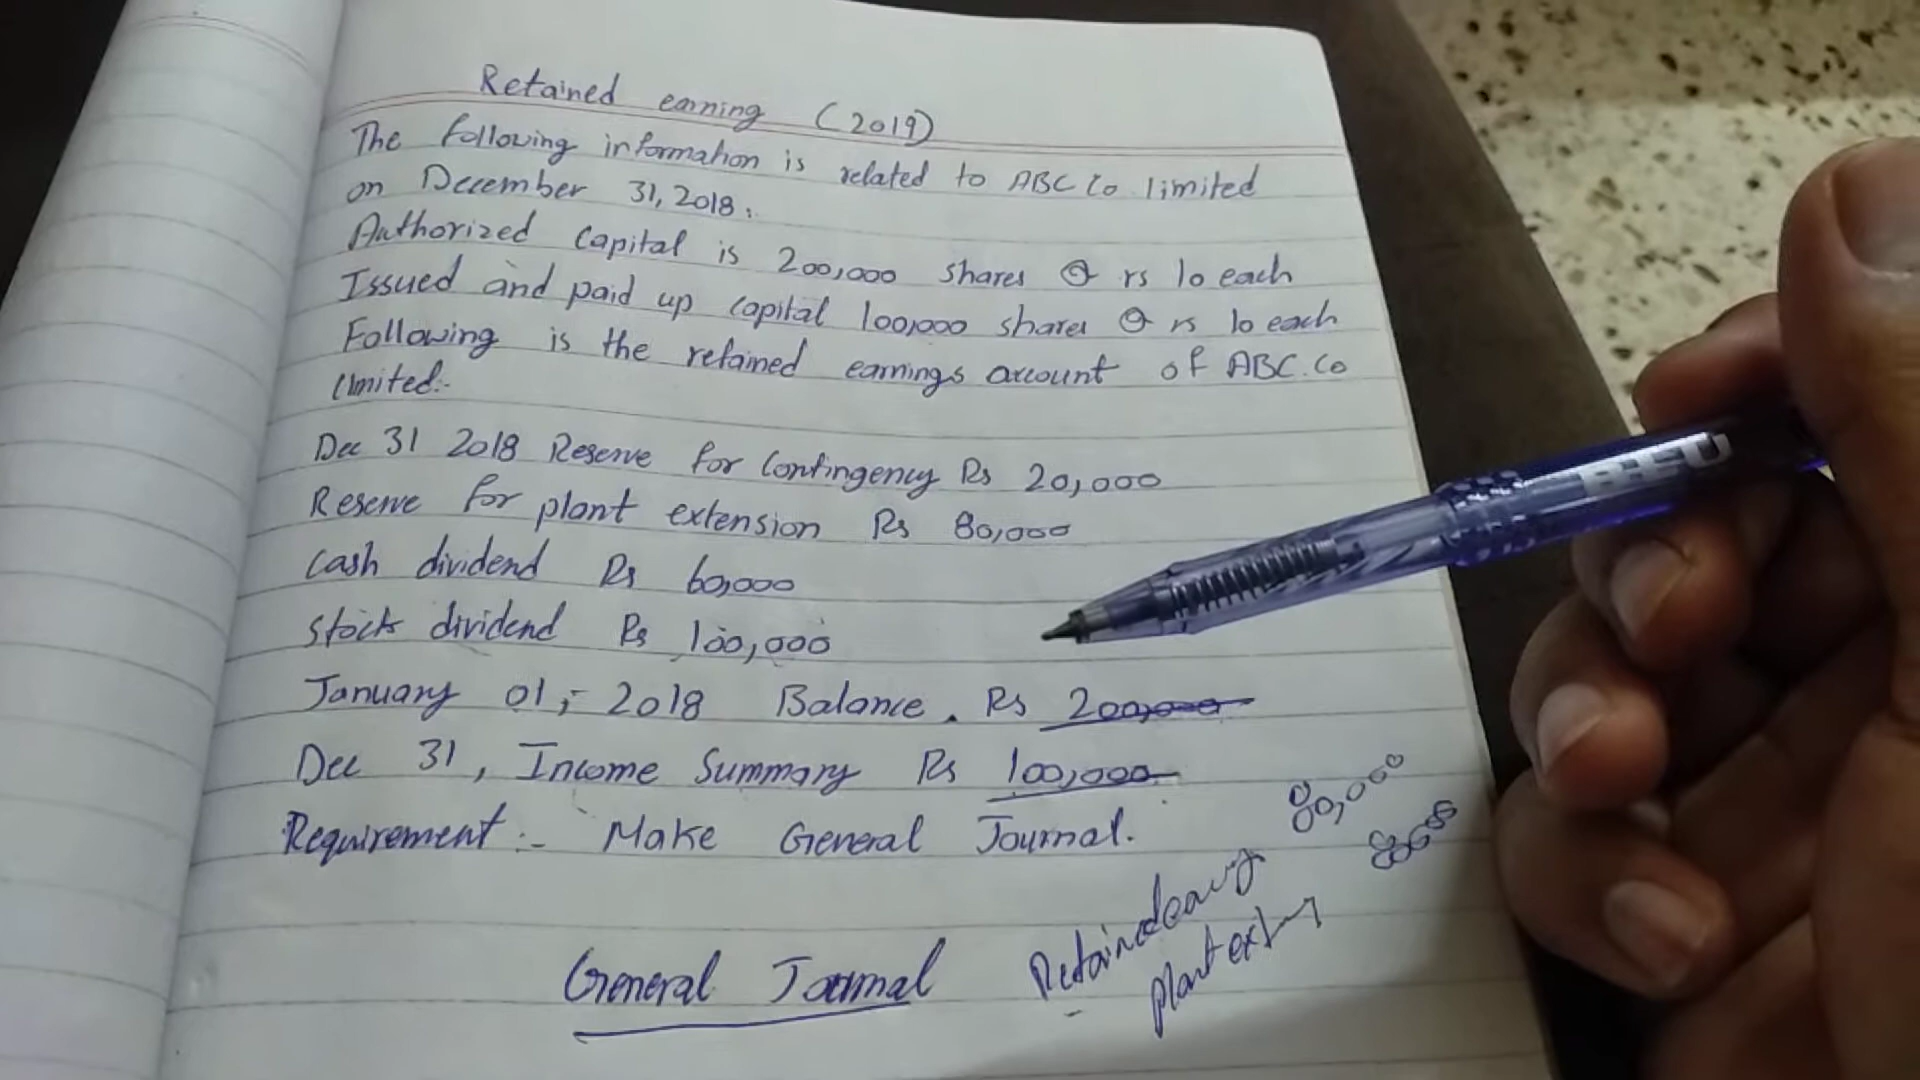 Retained earning (2019)
The following information is related to ABC Co limited
on December 31, 2018.
Authorized Capital is 200,000 shares @ rs 10 each
Issued and paid up capital 100,000 shares @ rs 10 each
Following is the retained earnings account of ABC.Co
limited:-
Dec 31 2018 Reserve for Contingency Rs 20,000
Reserve for plant extension Rs 80,000
Cash dividend Rs 60,000
Stock dividend Rs 100,000
January 01, 2018 Balance. Rs 200,000
Dec 31, Income Summary Rs 100,000
Requirement:- Make General Journal.
General Journal
Retained 80,000
plant